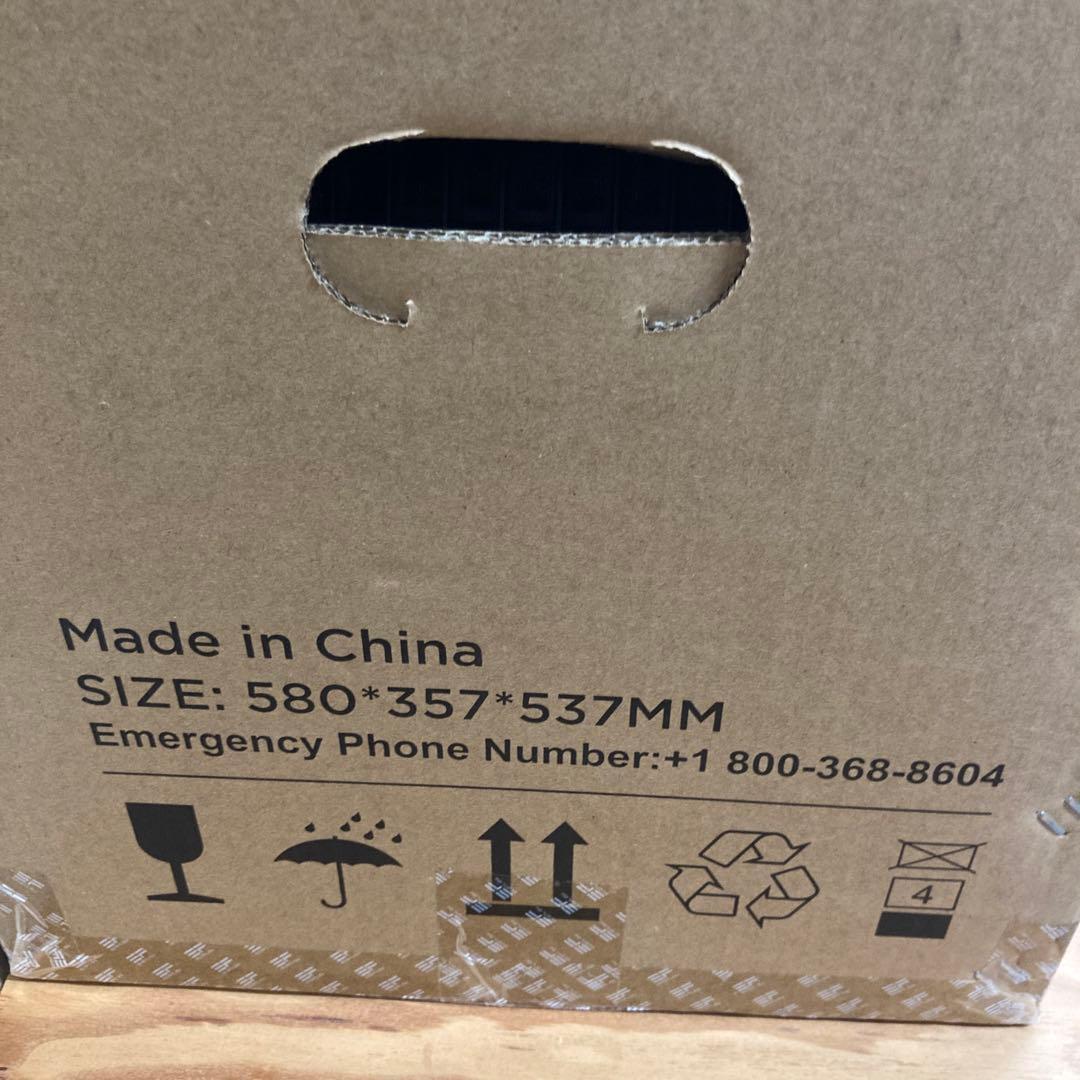 Made in China
SIZE: 580*357*537MM
Emergency Phone Number:+1 800-368-8604
4